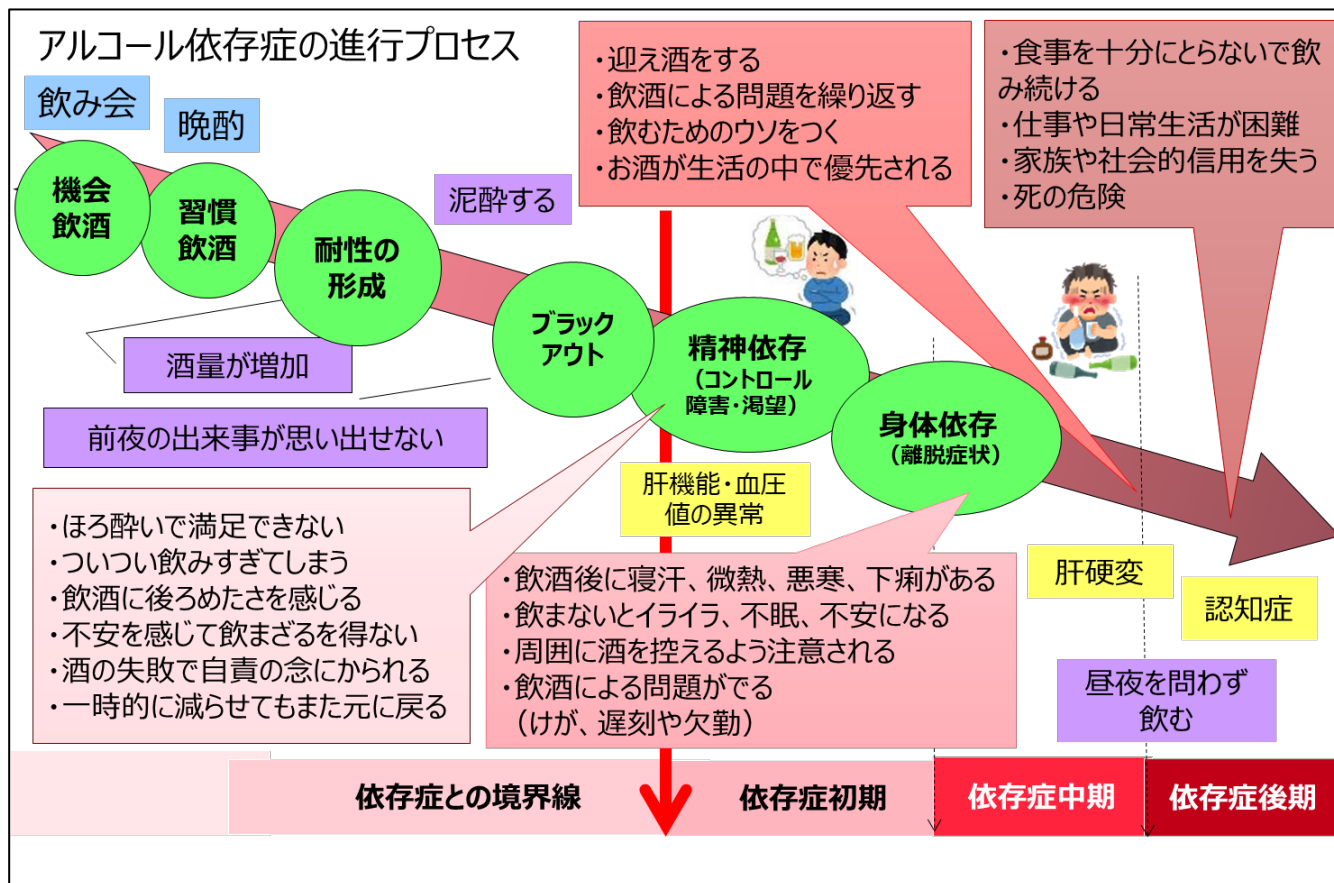 アルコール依存症の進行プロセス
飲み会
晩酌
機会
飲酒
習慣
飲酒
耐性の
形成
泥酔する
酒量が増加
前夜の出来事が思い出せない
ブラック
アウト
精神依存
（コントロール
障害・渇望）
身体依存
（離脱症状）
・迎え酒をする
・飲酒による問題を繰り返す
・飲むためのウソをつく
・お酒が生活の中で優先される
・食事を十分にとらないで飲
み続ける
・仕事や日常生活が困難
・家族や社会的信用を失う
・死の危険
肝機能・血圧
値の異常
・ほろ酔いで満足できない
・ついつい飲みすぎてしまう
・飲酒に後ろめたさを感じる
・不安を感じて飲まざるを得ない
・酒の失敗で自責の念にかられる
・一時的に減らせてもまた元に戻る
・飲酒後に寝汗、微熱、悪寒、下痢がある
・飲まないとイライラ、不眠、不安になる
・周囲に酒を控えるよう注意される
・飲酒による問題がでる
（けが、遅刻や欠勤）
肝硬変
認知症
昼夜を問わず
飲む
依存症との境界線
依存症初期
依存症中期
依存症後期